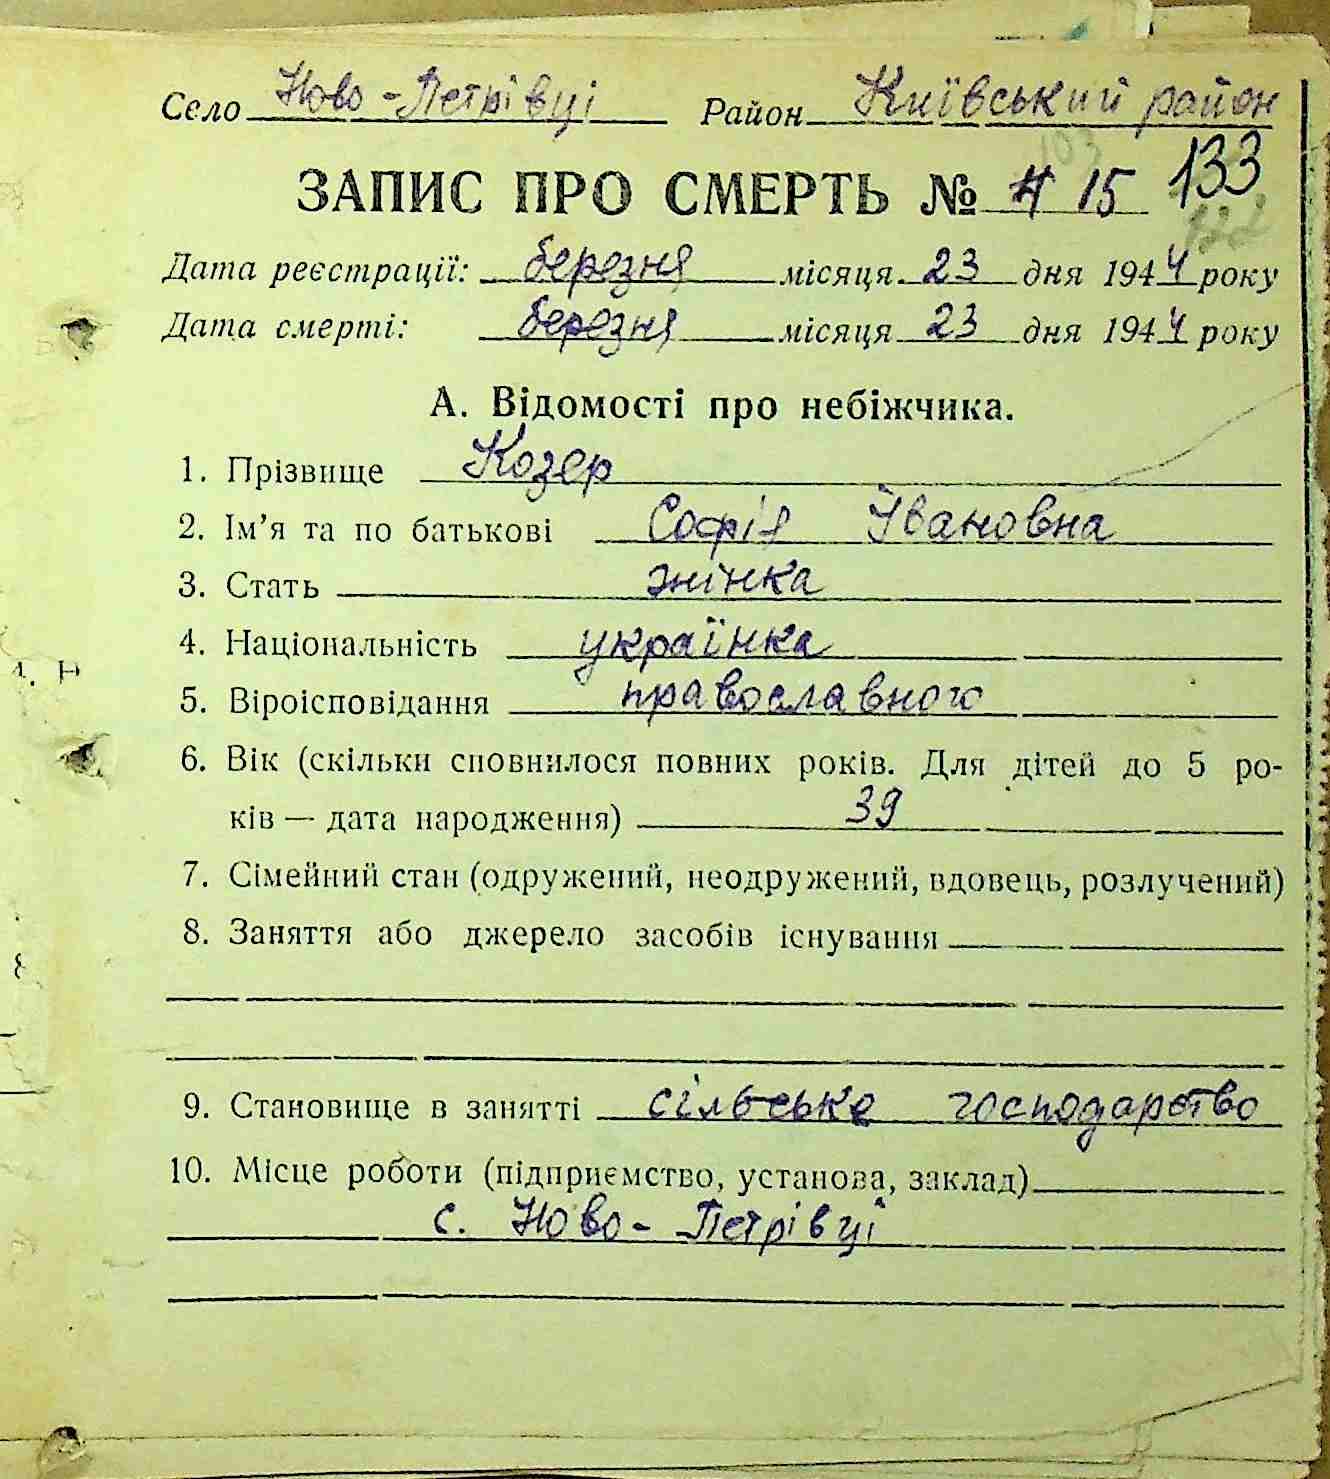 Село Ново-Петрівці Район Київський район
103
ЗАПИС ПРО СМЕРТЬ № 15 133
122
Дата реєстрації: березня місяця 23 дня 1944 року
Дата смерті: березня місяця 23 дня 1944 року
А. Відомості про небіжчика.
1. Прізвище Козер
2. Ім'я та по батькові Софія Івановна
3. Стать жінка
4. Національність українка
5. Віроісповідання православного
6. Вік (скільки сповнилося повних років. Для дітей до 5 ро-
ків — дата народження) 39
7. Сімейний стан (одружений, неодружений, вдовець, розлучений)
8. Заняття або джерело засобів існування
9. Становище в занятті сільське господарство
10. Місце роботи (підприємство, установа, заклад)
с. Ново-Петрівці